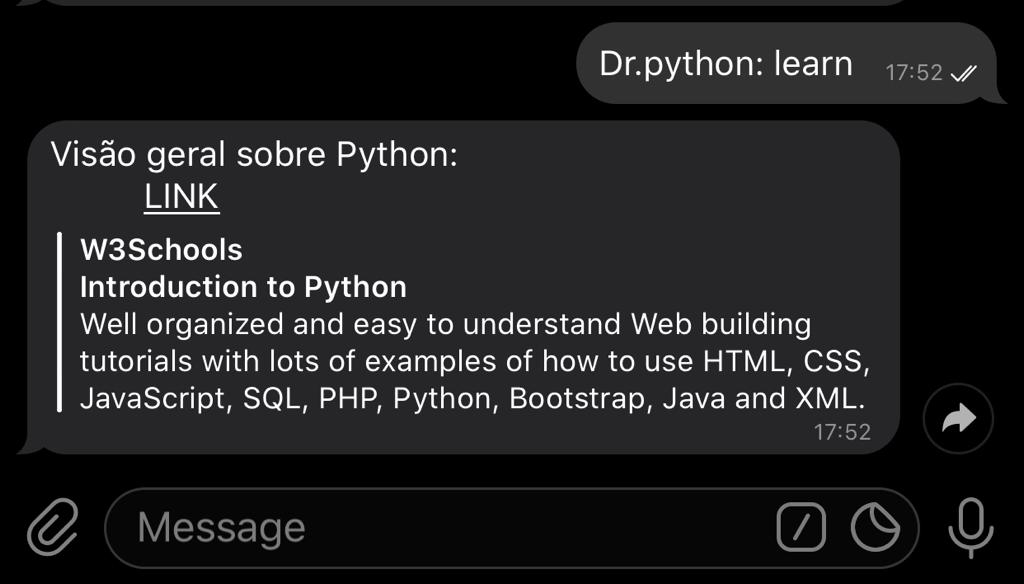 Dr.python: learn 17:52
Visão geral sobre Python:
LINK
W3Schools
Introduction to Python
Well organized and easy to understand Web building
tutorials with lots of examples of how to use HTML, CSS,
JavaScript, SQL, PHP, Python, Bootstrap, Java and XML.
17:52
Message